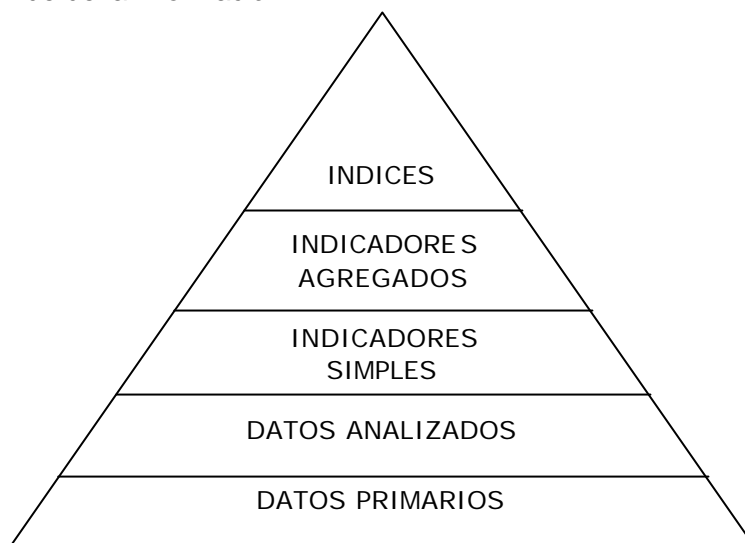 INDICES
INDICADORES
AGREGADOS
INDICADORES
SIMPLES
DATOS ANALIZADOS
DATOS PRIMARIOS